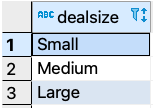 ABC dealsize
1 Small
2 Medium
3 Large